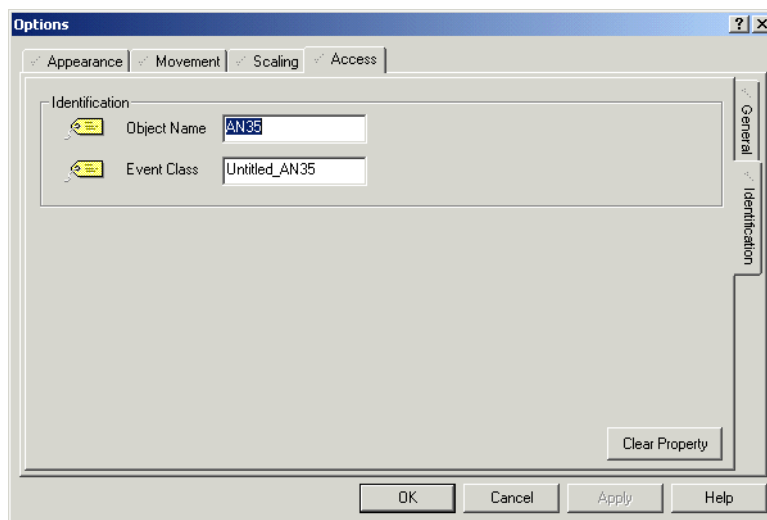 Options
Appearance Movement Scaling Access
Identification
Object Name AN35
Event Class Untitled_AN35
General
Identification
Clear Property
OK Cancel Apply Help